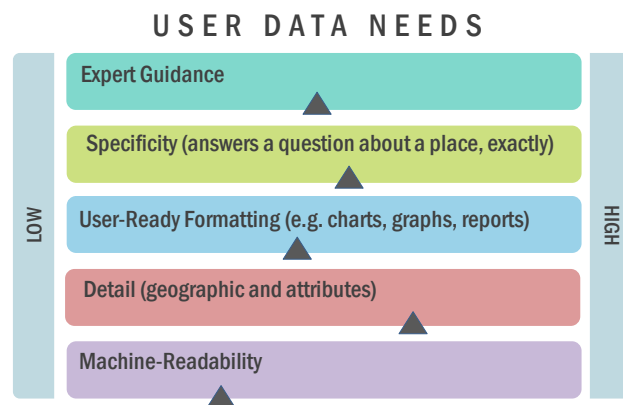 USER DATA NEEDS
Expert Guidance
Specificity (answers a question about a place, exactly)
LOW
User-Ready Formatting (e.g. charts, graphs, reports)
HIGH
Detail (geographic and attributes)
Machine-Readability